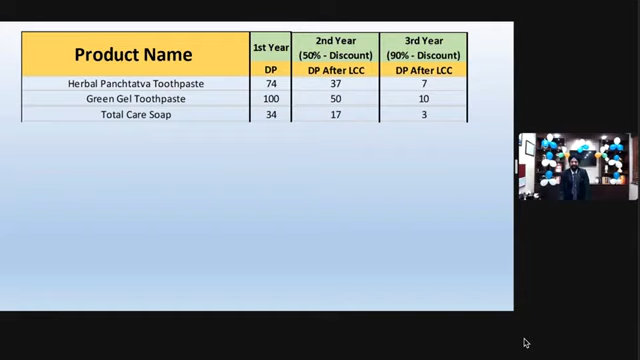 Product Name 1st Year 2nd Year (50% - Discount) 3rd Year (90% - Discount)
DP DP After LCC DP After LCC
Herbal Panchtatva Toothpaste 74 37 7
Green Gel Toothpaste 100 50 10
Total Care Soap 34 17 3